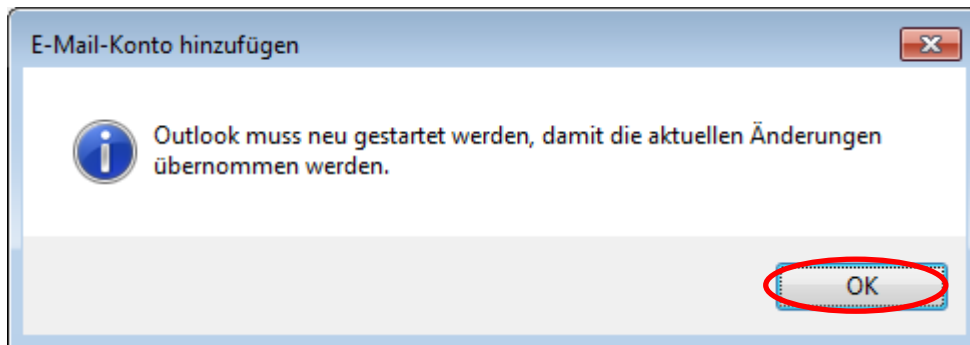 E-Mail-Konto hinzufügen
Outlook muss neu gestartet werden, damit die aktuellen Änderungen
übernommen werden.
OK